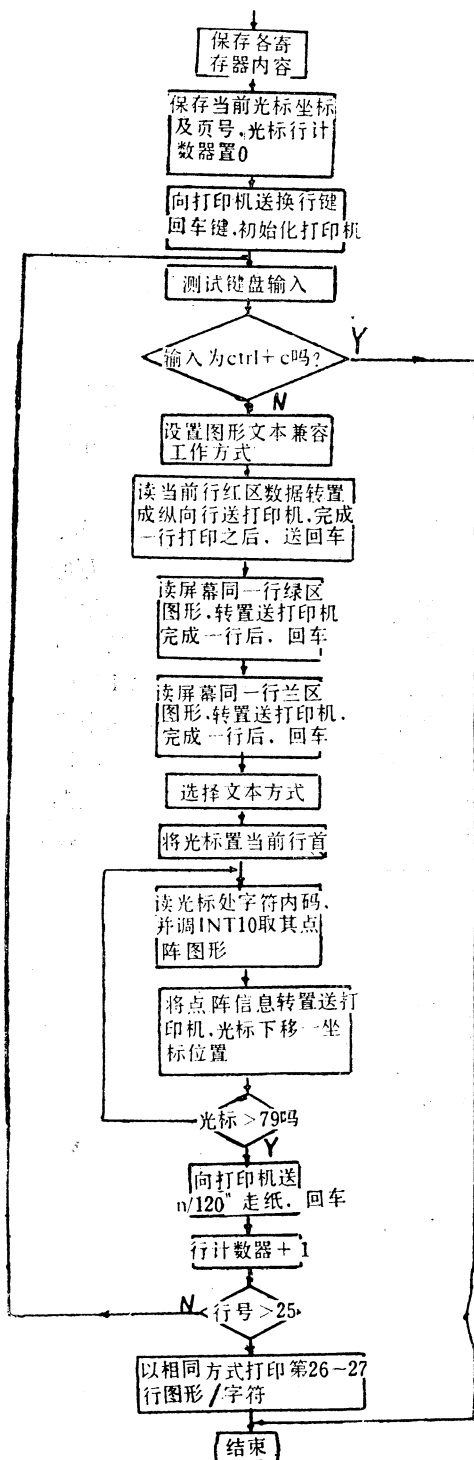 保存各寄
存器内容
保存当前光标坐标
及页号.光标行计
数器置0
向打印机送换行键
回车键.初始化打印机
测试键盘输入
输入为ctrl+c吗?
Y
N
设置图形文本兼容
工作方式
读当前行红区数据转置
成纵向行送打印机.完成
一行打印之后, 送回车
读屏幕同一行绿区
图形.转置送打印机
完成一行后, 回车
读屏幕同一行兰区
图形.转置送打印机.
完成一行后, 回车
选择文本方式
将光标置当前行首
读光标处字符内码、
并调INT10取其点
阵图形
将点阵信息转置送打
印机.光标下移一坐
标位置
光标>79吗
Y
向打印机送
n/120" 走纸. 回车
行计数器+1
N
行号>25
以相同方式打印第26~27
行图形/字符
结束